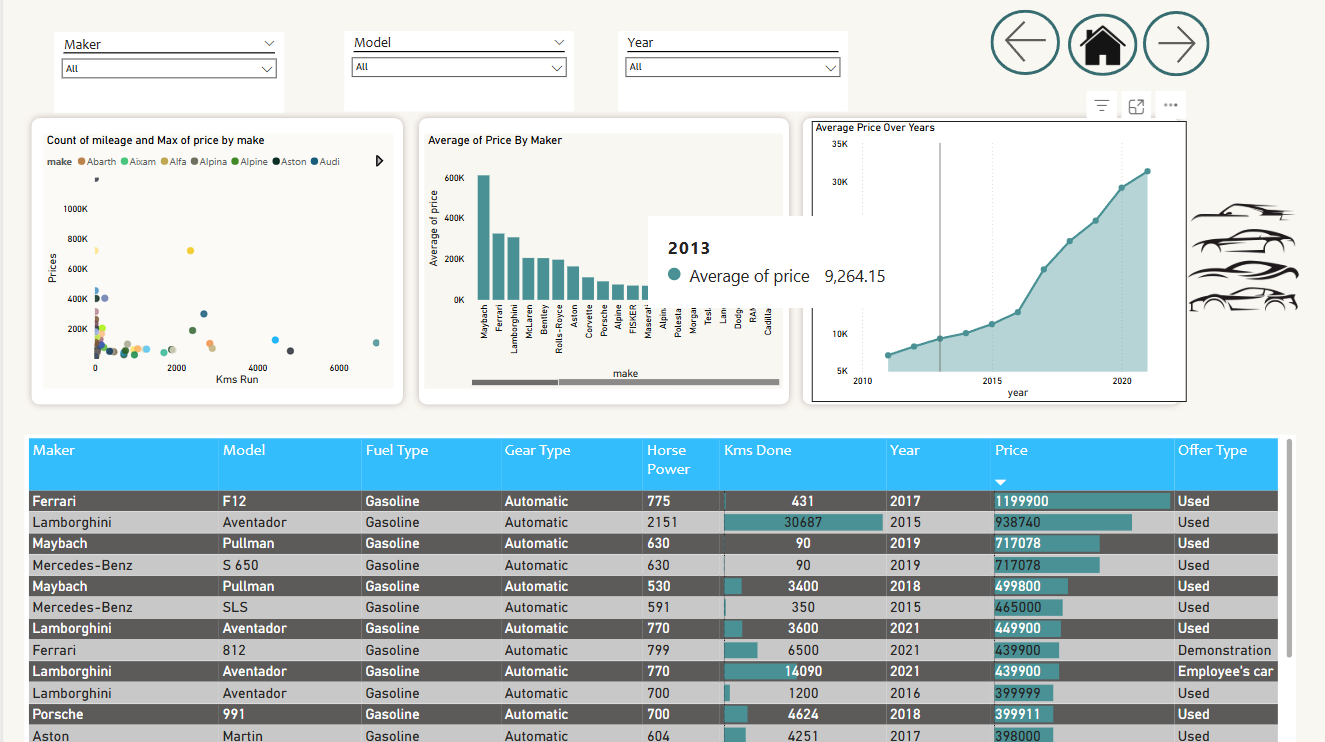 Maker
All
Model
All
Year
All
Count of mileage and Max of price by make
make Abarth Aixam Alfa Alpina Alpine Aston Audi
Prices
1000K
800K
600K
400K
200K
0 2000 4000 6000
Kms Run
Average of Price By Maker
Average of price
600K
400K
200K
0K
Maybach Ferrari Lamborghini McLaren Bentley Rolls-Royce Aston Corvette Porsche Alpine FISKER Maserati Alpin. Polesta Morgan Tesl. Lan Dodg RAM Cadilla
make
Average Price Over Years
35K
30K
10K
5K
2010 2015 2020
year
2013
Average of price 9,264.15
Maker Model Fuel Type Gear Type Horse Power Kms Done Year Price Offer Type
Ferrari F12 Gasoline Automatic 775 431 2017 1199900 Used
Lamborghini Aventador Gasoline Automatic 2151 30687 2015 938740 Used
Maybach Pullman Gasoline Automatic 630 90 2019 717078 Used
Mercedes-Benz S 650 Gasoline Automatic 630 90 2019 717078 Used
Maybach Pullman Gasoline Automatic 530 3400 2018 499800 Used
Mercedes-Benz SLS Gasoline Automatic 591 350 2015 465000 Used
Lamborghini Aventador Gasoline Automatic 770 3600 2021 449900 Used
Ferrari 812 Gasoline Automatic 799 6500 2021 439900 Demonstration
Lamborghini Aventador Gasoline Automatic 770 14090 2021 439900 Employee's car
Lamborghini Aventador Gasoline Automatic 700 1200 2016 399999 Used
Porsche 991 Gasoline Automatic 700 4624 2018 399911 Used
Aston Martin Gasoline Automatic 604 4251 2017 398000 Used